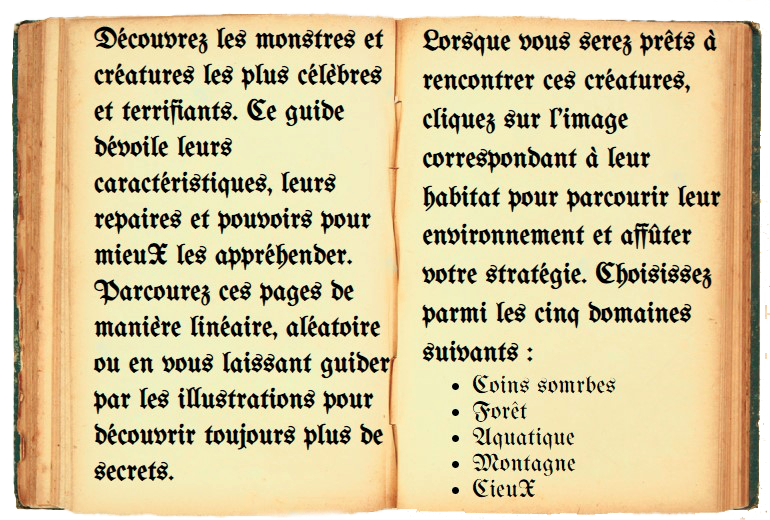 Découvrez les monstres et
créatures les plus célèbres
et terrifiants. Ce guide
dévoile leurs
caractéristiques, leurs
repaires et pouvoirs pour
mieuX les appréhender.
Parcourez ces pages de
manière linéaire, aléatoire
ou en vous laissant guider
par les illustrations pour
découvrir toujours plus de
secrets.
Lorsque vous serez prêts à
rencontrer ces créatures,
cliquez sur l'image
correspondant à leur
habitat pour parcourir leur
environnement et affûter
votre stratégie. Choisissez
parmi les cinq domaines
suivants :
• Coins somrbes
• Forêt
• Aquatique
• Montagne
• CieuX